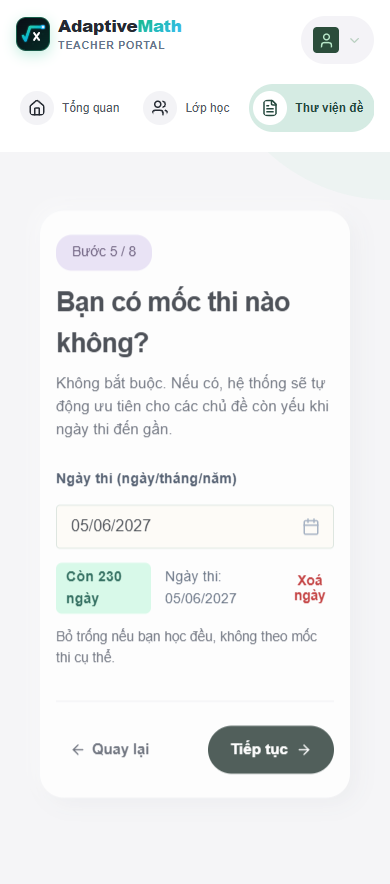 AdaptiveMath
TEACHER PORTAL
Tổng quan
Lớp học
Thư viện đề
Bước 5 / 8
Bạn có mốc thi nào
không?
Không bắt buộc. Nếu có, hệ thống sẽ tự
động ưu tiên cho các chủ đề còn yếu khi
ngày thi đến gần.
Ngày thi (ngày/tháng/năm)
05/06/2027
Còn 230
ngày
Ngày thi:
05/06/2027
Xoá
ngày
Bỏ trống nếu bạn học đều, không theo mốc
thi cụ thể.
Quay lại
Tiếp tục